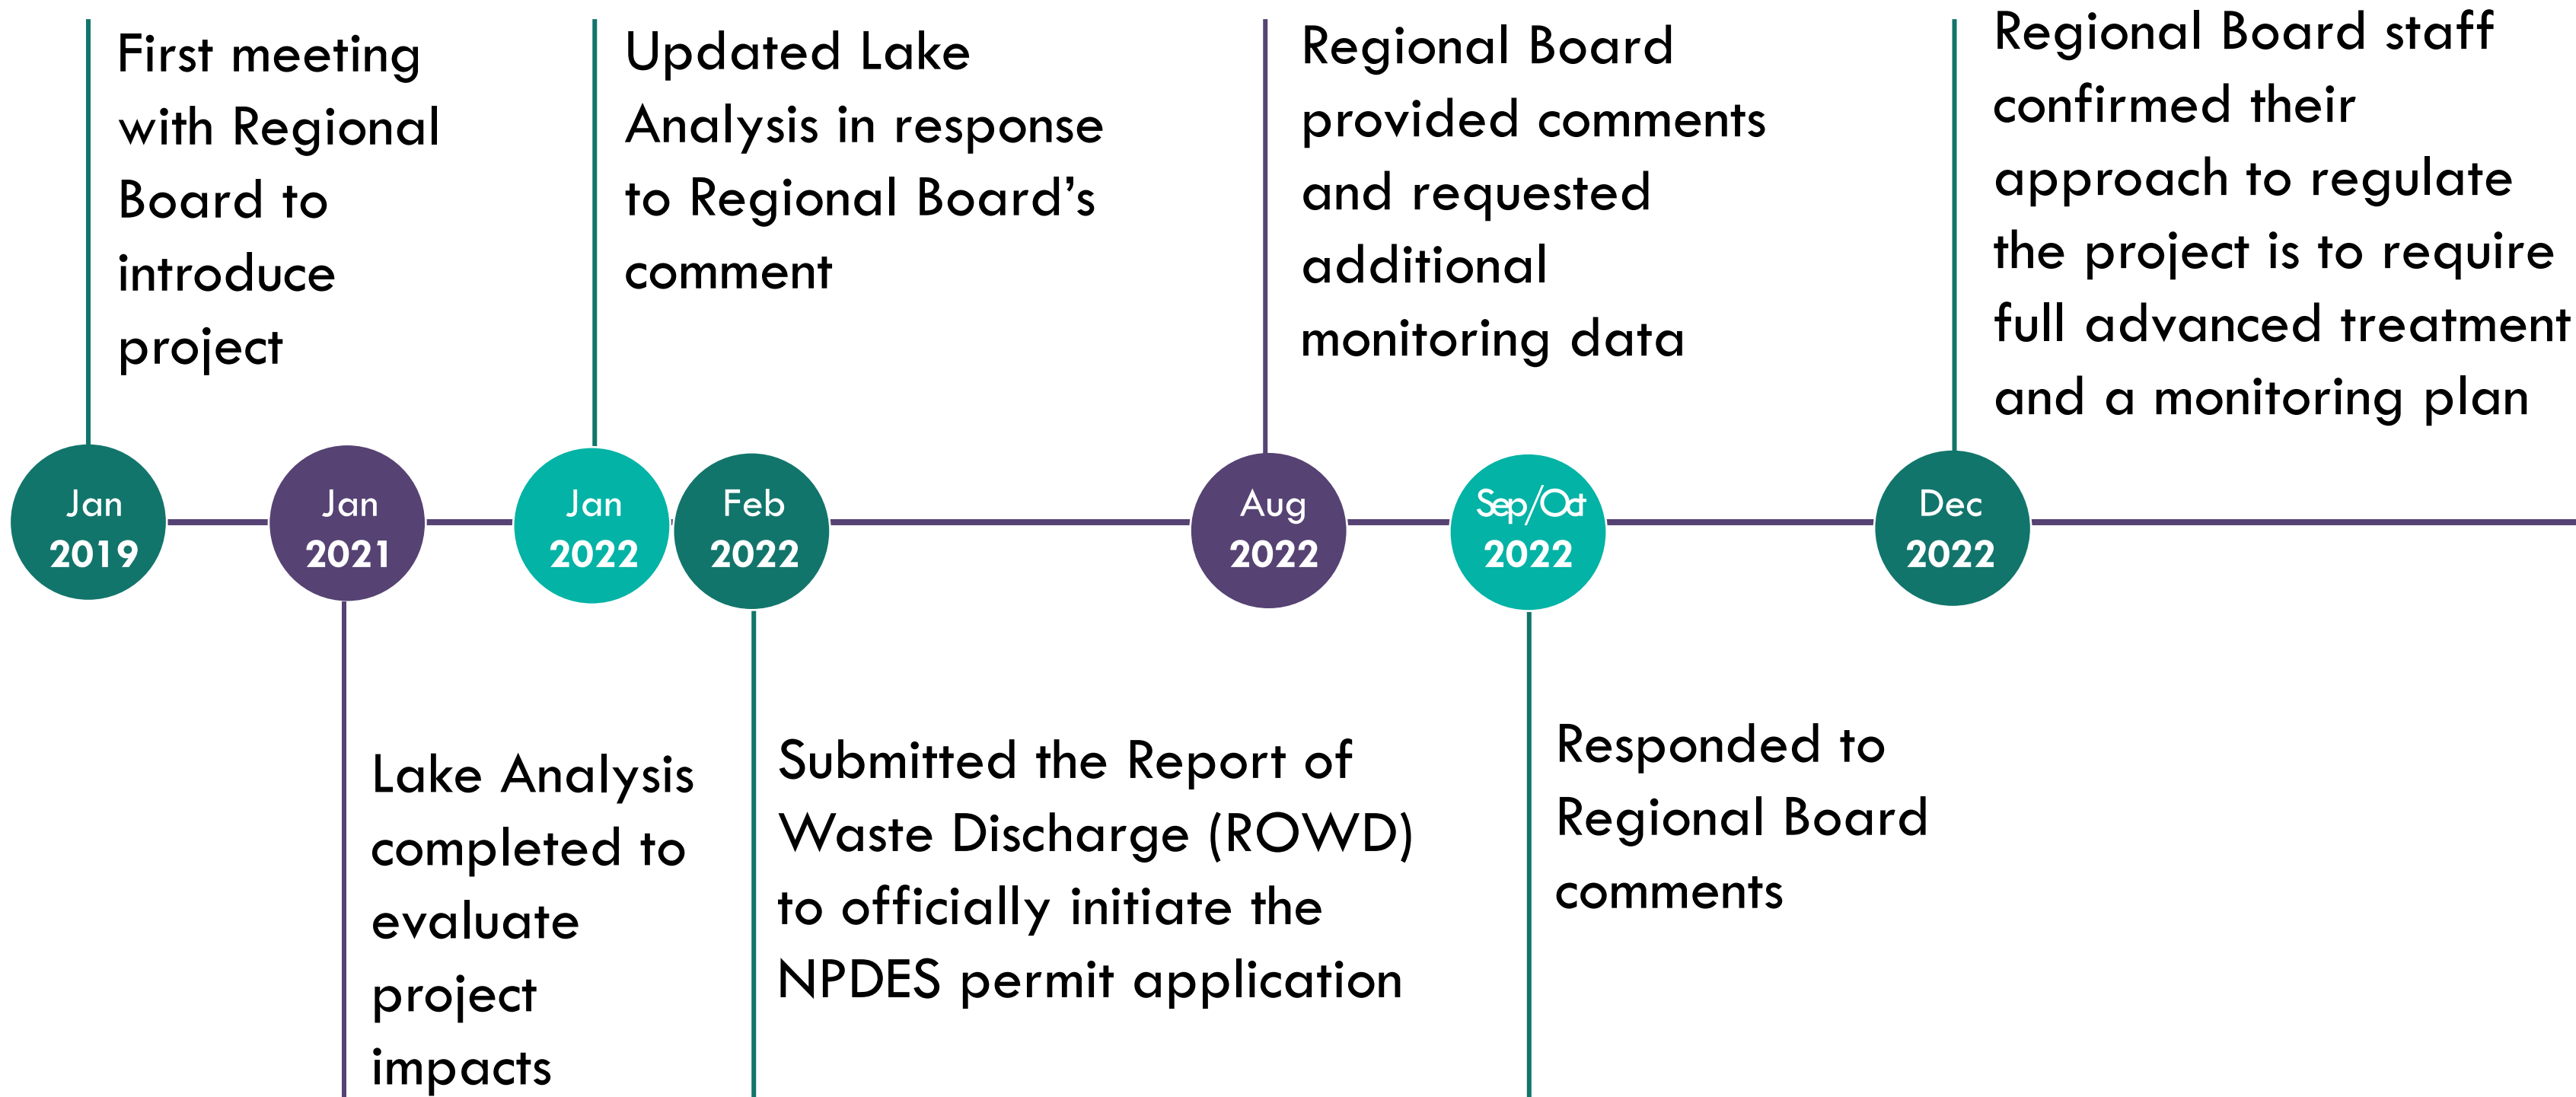 First meeting
with Regional
Board to
introduce
project
Updated Lake
Analysis in response
to Regional Board’s
comment
Regional Board
provided comments
and requested
additional
monitoring data
Regional Board staff
confirmed their
approach to regulate
the project is to require
full advanced treatment
and a monitoring plan
Jan
2019
Jan
2021
Jan
2022
Feb
2022
Aug
2022
Sep/Oct
2022
Dec
2022
Lake Analysis
completed to
evaluate
project
impacts
Submitted the Report of
Waste Discharge (ROWD)
to officially initiate the
NPDES permit application
Responded to
Regional Board
comments